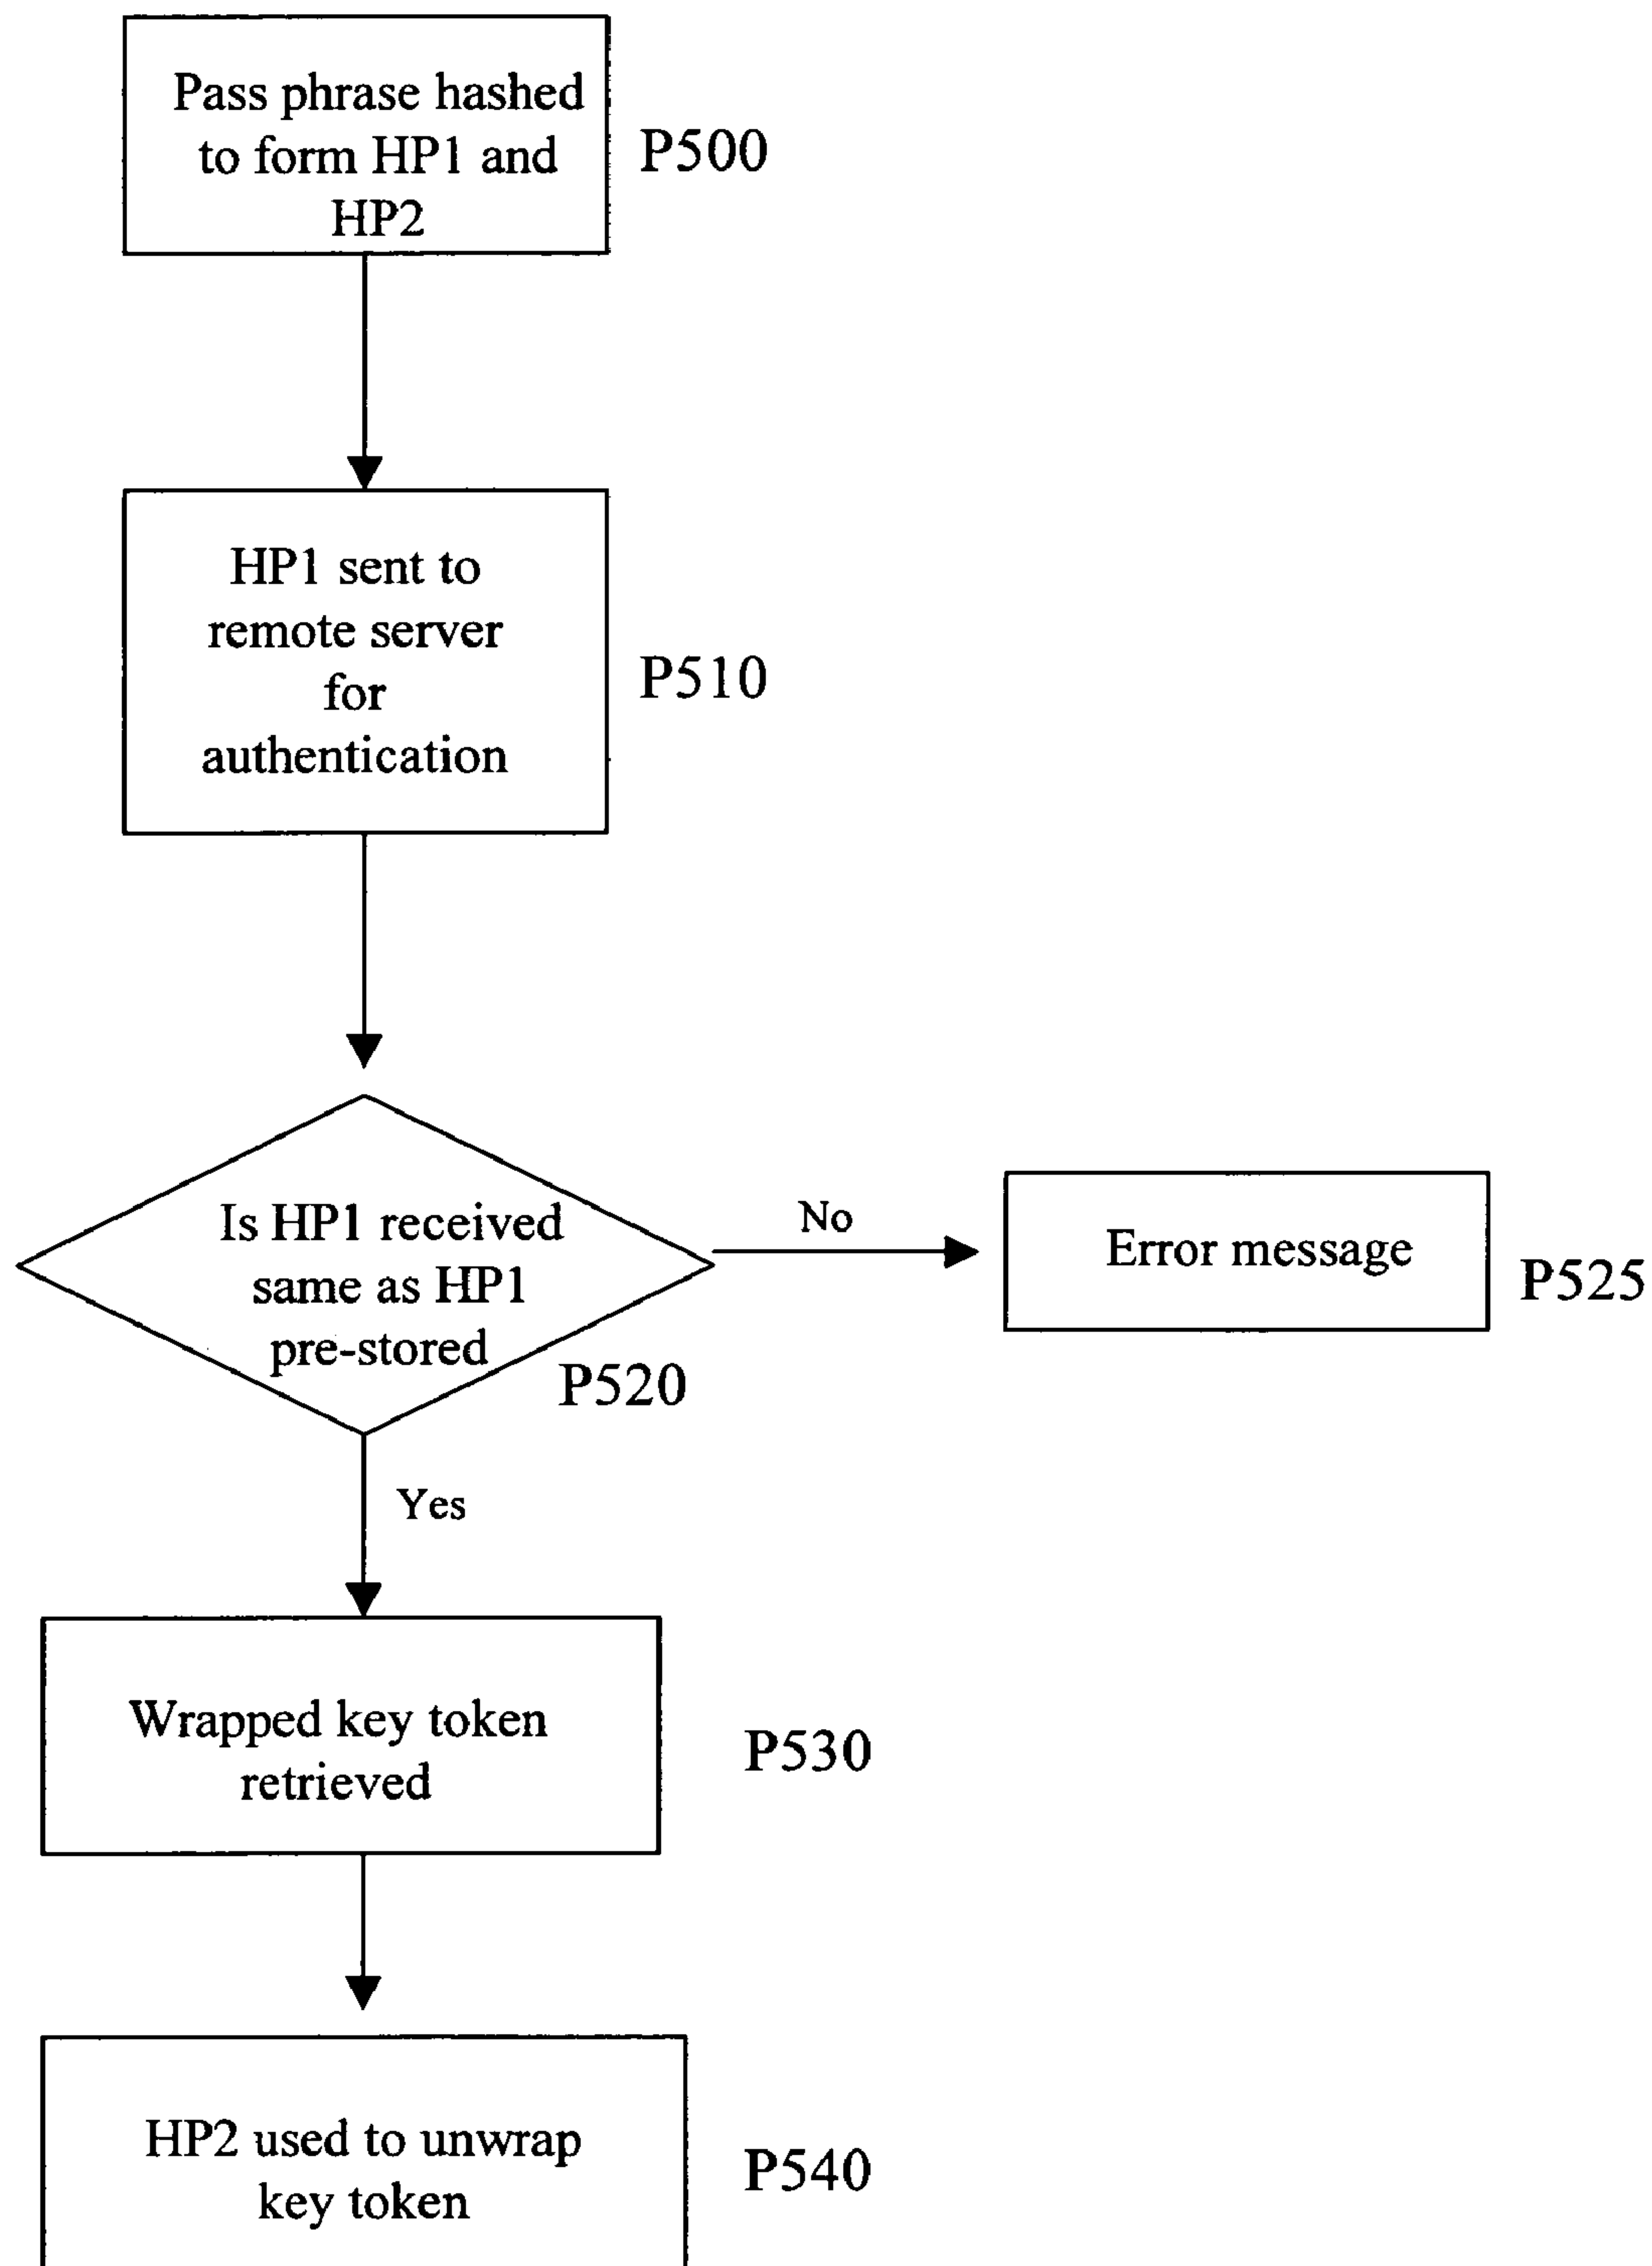 Pass phrase hashed
to form HP1 and
HP2
P500
HP1 sent to
remote server
for
authentication
P510
Is HP1 received
same as HP1
pre-stored
P520
No
Error message
P525
Yes
Wrapped key token
retrieved
P530
HP2 used to unwrap
key token
P540